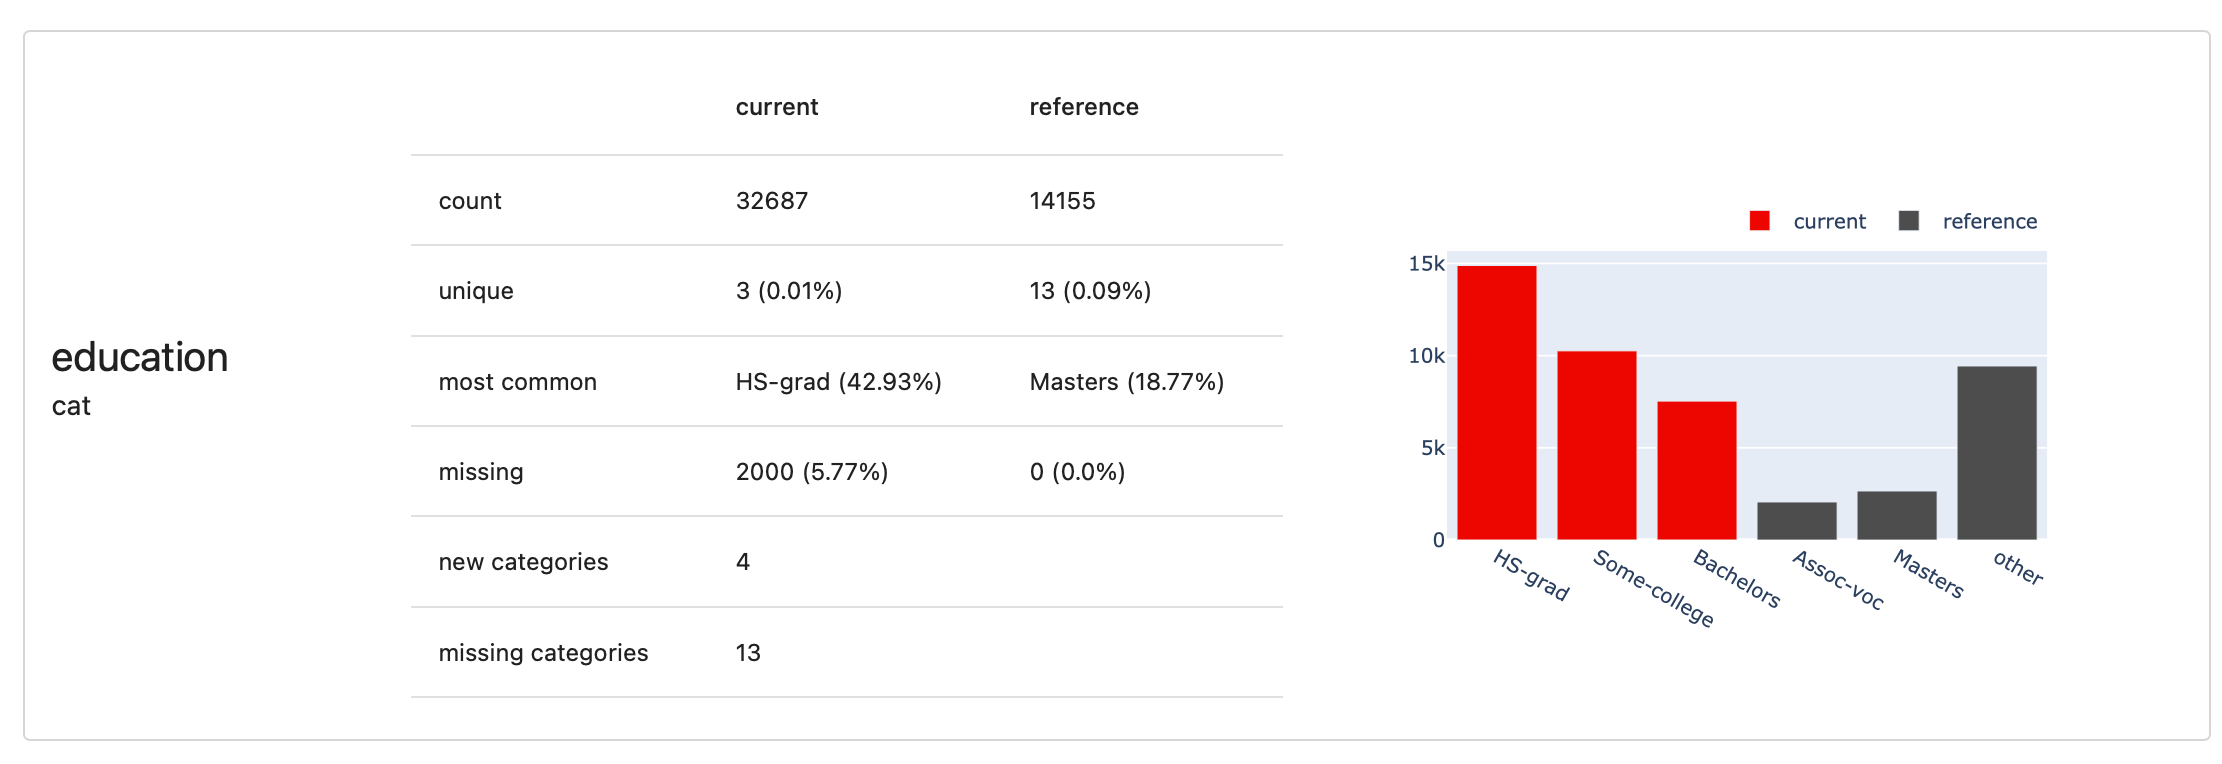 education
cat
current reference
count 32687 14155
unique 3 (0.01%) 13 (0.09%)
most common HS-grad (42.93%) Masters (18.77%)
missing 2000 (5.77%) 0 (0.0%)
new categories 4
missing categories 13
current reference
15k
10k
5k
0
HS-grad Some-college Bachelors Assoc-voc Masters other